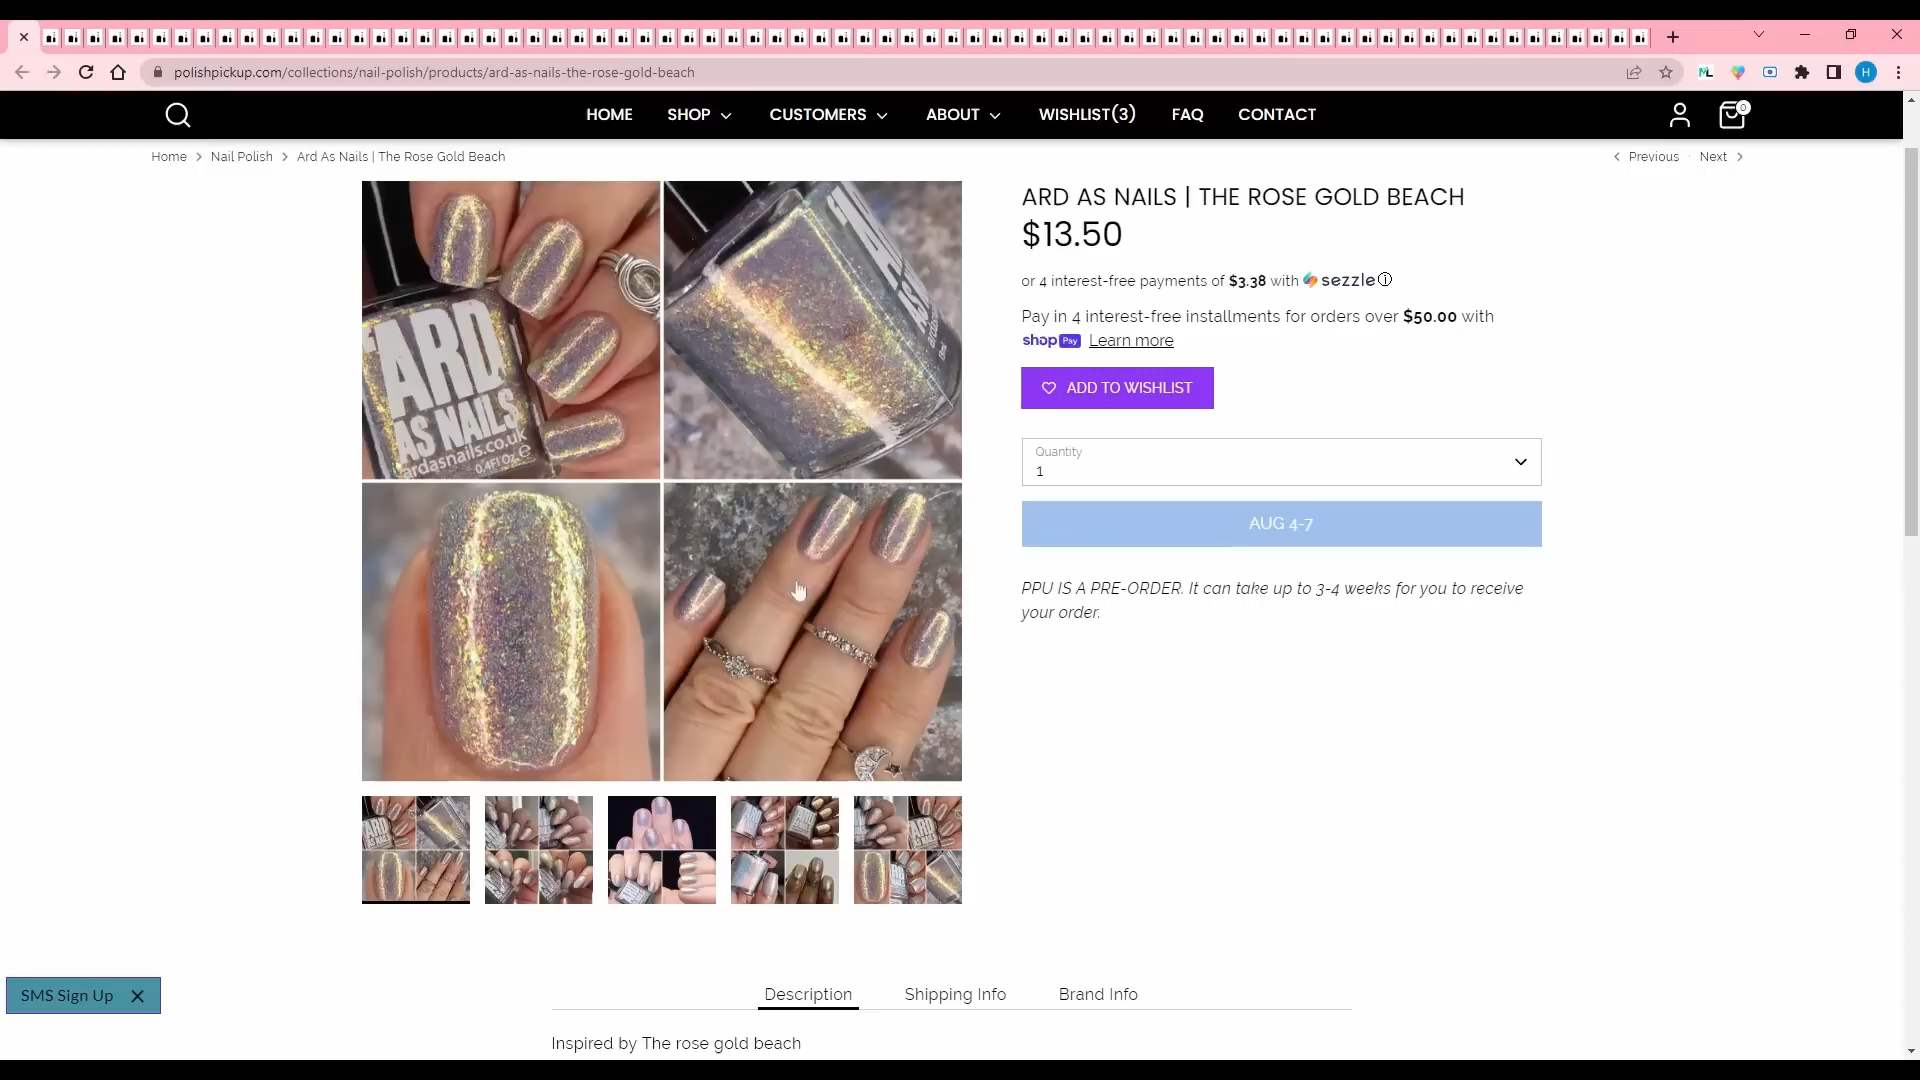 polishpickup.com/collections/nail-polish/products/ard-as-nails-the-rose-gold-beach
H
HOME
SHOP
CUSTOMERS
ABOUT
WISHLIST(3)
FAQ
CONTACT
0
Home > Nail Polish > Ard As Nails | The Rose Gold Beach
Previous · Next
ARD AS NAILS | THE ROSE GOLD BEACH
$13.50
or 4 interest-free payments of $3.38 with sezzle
Pay in 4 interest-free installments for orders over $50.00 with
shop Pay Learn more
ADD TO WISHLIST
Quantity
1
AUG 4-7
PPU IS A PRE-ORDER. It can take up to 3-4 weeks for you to receive
your order.
'ARD
AS NAILS
ardasnails.co.uk
0.4Fl Oz
SMS Sign Up
Description
Shipping Info
Brand Info
Inspired by The rose gold beach